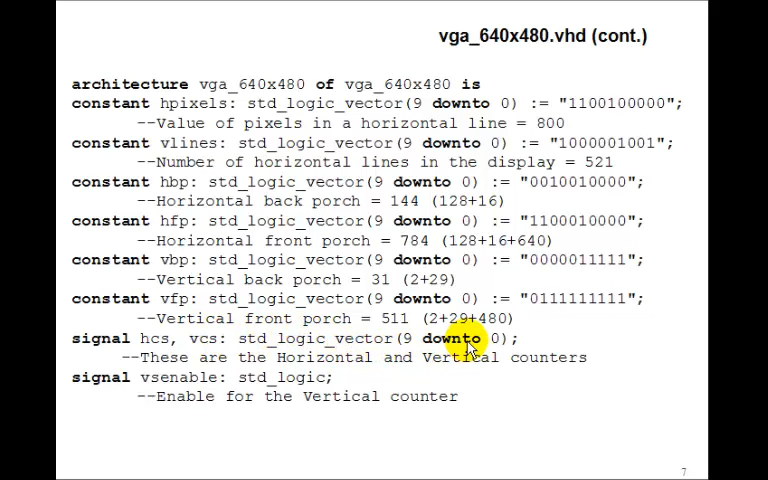 vga_640x480.vhd (cont.)
architecture vga_640x480 of vga_640x480 is
constant hpixels: std_logic_vector(9 downto 0) := "1100100000";
--Value of pixels in a horizontal line = 800
constant vlines: std_logic_vector(9 downto 0) := "1000001001";
--Number of horizontal lines in the display = 521
constant hbp: std_logic_vector(9 downto 0) := "0010010000";
--Horizontal back porch = 144 (128+16)
constant hfp: std_logic_vector(9 downto 0) := "1100010000";
--Horizontal front porch = 784 (128+16+640)
constant vbp: std_logic_vector(9 downto 0) := "0000011111";
--Vertical back porch = 31 (2+29)
constant vfp: std_logic_vector(9 downto 0) := "0111111111";
--Vertical front porch = 511 (2+29+480)
signal hcs, vcs: std_logic_vector(9 downto 0);
--These are the Horizontal and Vertical counters
signal vsenable: std_logic;
--Enable for the Vertical counter
7